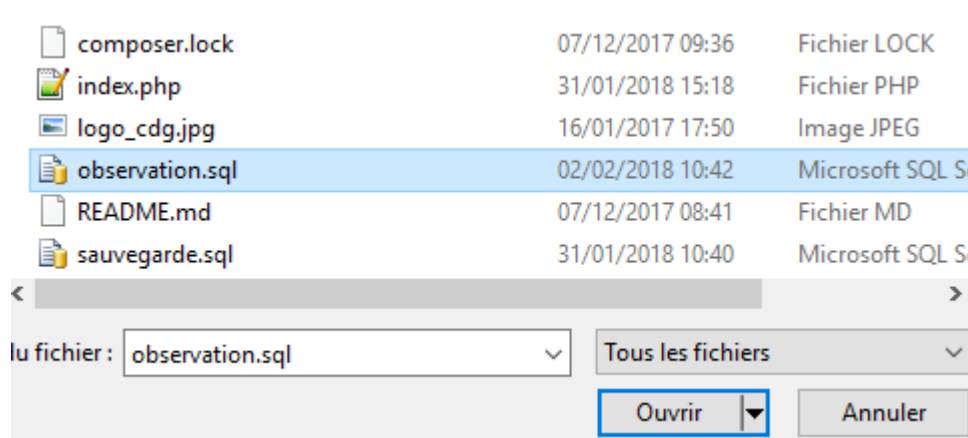 composer.lock 07/12/2017 09:36 Fichier LOCK
index.php 31/01/2018 15:18 Fichier PHP
logo_cdg.jpg 16/01/2017 17:50 Image JPEG
observation.sql 02/02/2018 10:42 Microsoft SQL
README.md 07/12/2017 08:41 Fichier MD
sauvegarde.sql 31/01/2018 10:40 Microsoft SQL
fichier : observation.sql Tous les fichiers
Ouvrir Annuler